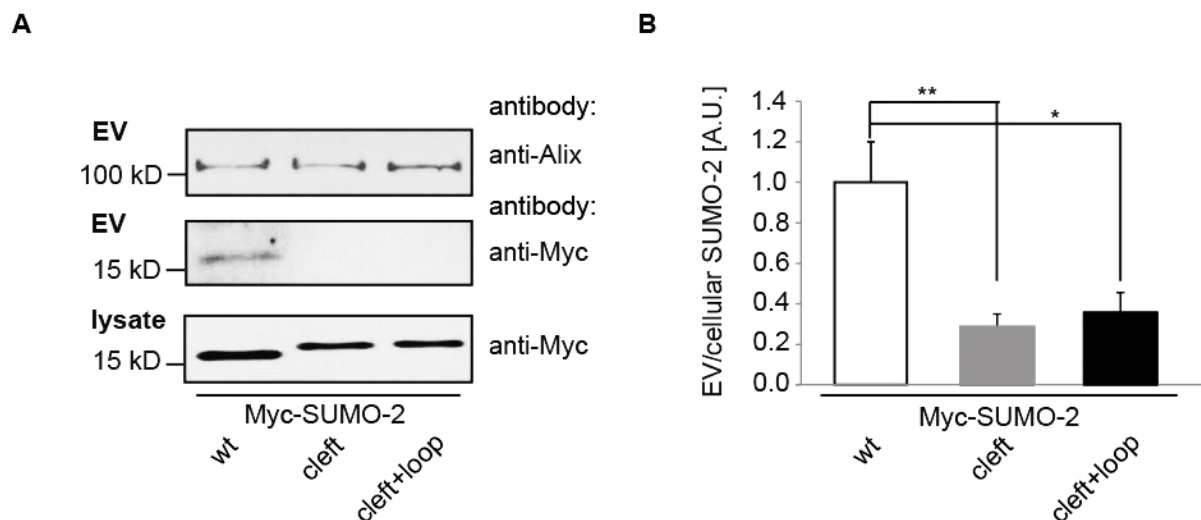 A
B
antibody:
EV
100 kD
anti-Alix
antibody:
EV
15 kD
anti-Myc
lysate
15 kD
anti-Myc
Myc-SUMO-2
wt
cleft
cleft+loop
EV/cellular SUMO-2 [A.U.]
1.4
1.2
1.0
0.8
0.6
0.4
0.2
0.0
**
*
Myc-SUMO-2
wt
cleft
cleft+loop